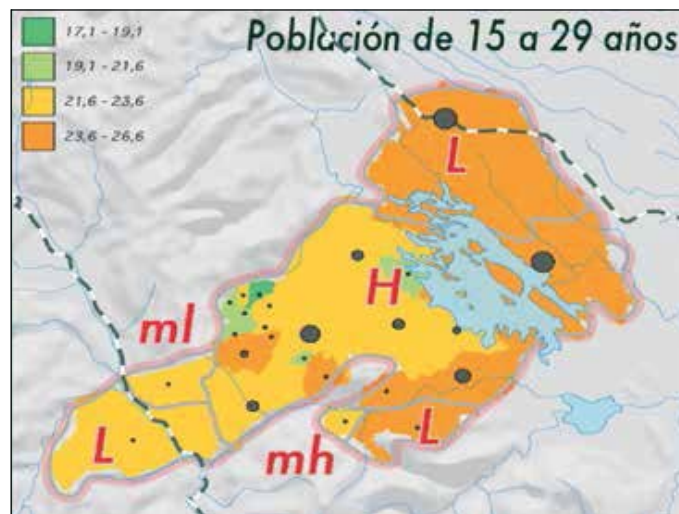 Población de 15 a 29 años
17,1 - 19,1
19,1 - 21,6
21,6 - 23,6
23,6 - 26,6
L
H
ml
L
mh
L